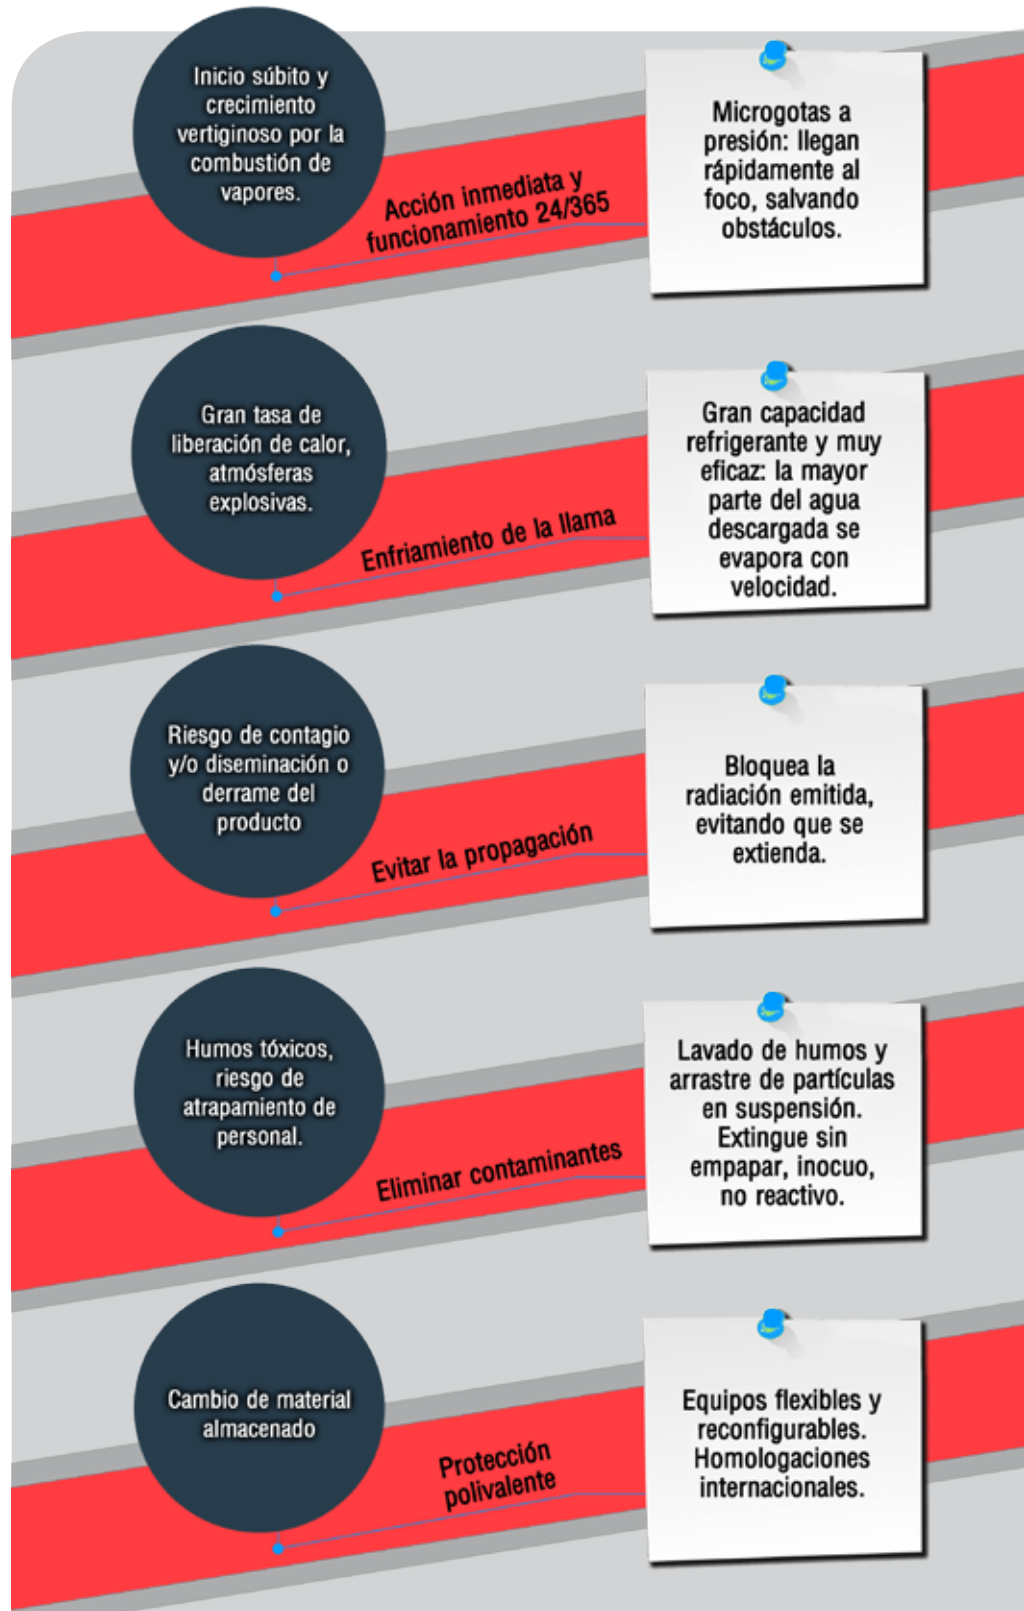 Inicio súbito y
crecimiento
vertiginoso por la
combustión de
vapores.
Acción inmediata y
funcionamiento 24/365
Microgotas a
presión: llegan
rápidamente al
foco, salvando
obstáculos.
Gran tasa de
liberación de calor,
atmósferas
explosivas.
Enfriamiento de la llama
Gran capacidad
refrigerante y muy
eficaz: la mayor
parte del agua
descargada se
evapora con
velocidad.
Riesgo de contagio
y/o diseminación o
derrame del
producto
Evitar la propagación
Bloquea la
radiación emitida,
evitando que se
extienda.
Humos tóxicos,
riesgo de
atrapamiento de
personal.
Eliminar contaminantes
Lavado de humos y
arrastre de partículas
en suspensión.
Extingue sin
empapar, inocuo,
no reactivo.
Cambio de material
almacenado
Protección
polivalente
Equipos flexibles y
reconfigurables.
Homologaciones
internacionales.